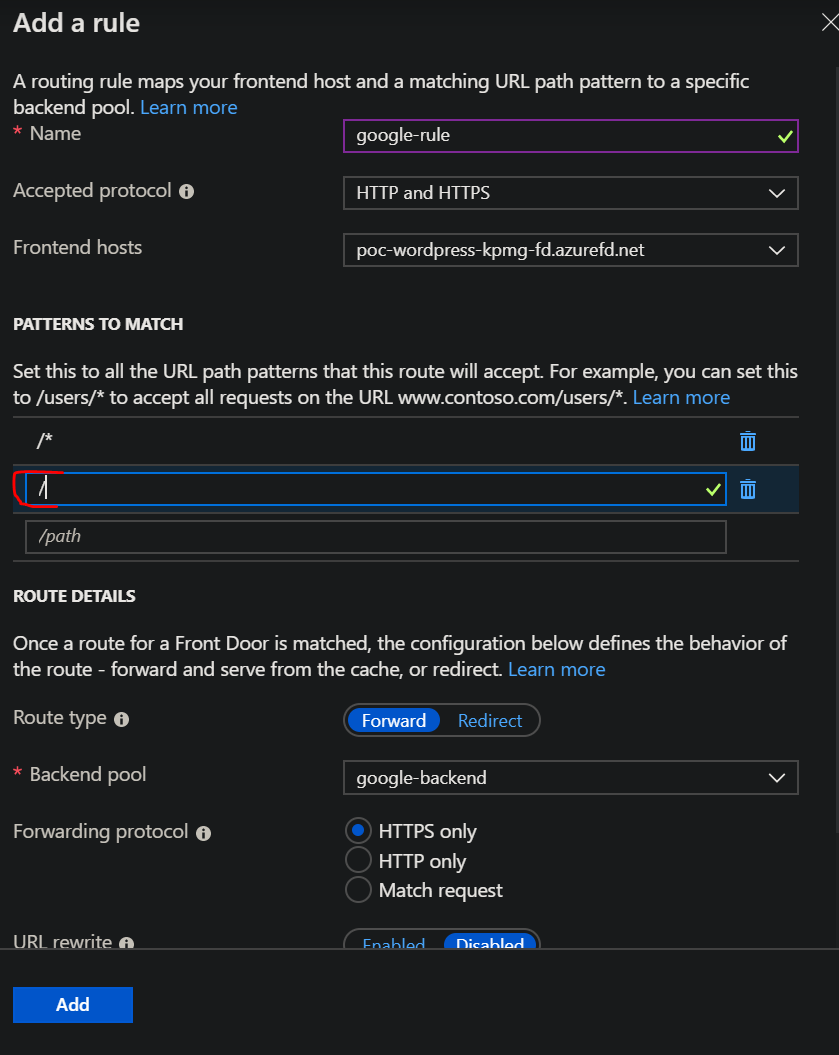 Add a rule
A routing rule maps your frontend host and a matching URL path pattern to a specific
backend pool. Learn more
* Name
google-rule
Accepted protocol
HTTP and HTTPS
Frontend hosts
poc-wordpress-kpmg-fd.azurefd.net
PATTERNS TO MATCH
Set this to all the URL path patterns that this route will accept. For example, you can set this
to /users/* to accept all requests on the URL www.contoso.com/users/*. Learn more
/*
/
/path
ROUTE DETAILS
Once a route for a Front Door is matched, the configuration below defines the behavior of
the route - forward and serve from the cache, or redirect. Learn more
Route type
Forward Redirect
* Backend pool
google-backend
Forwarding protocol
HTTPS only
HTTP only
Match request
URL rewrite
Enabled Disabled
Add